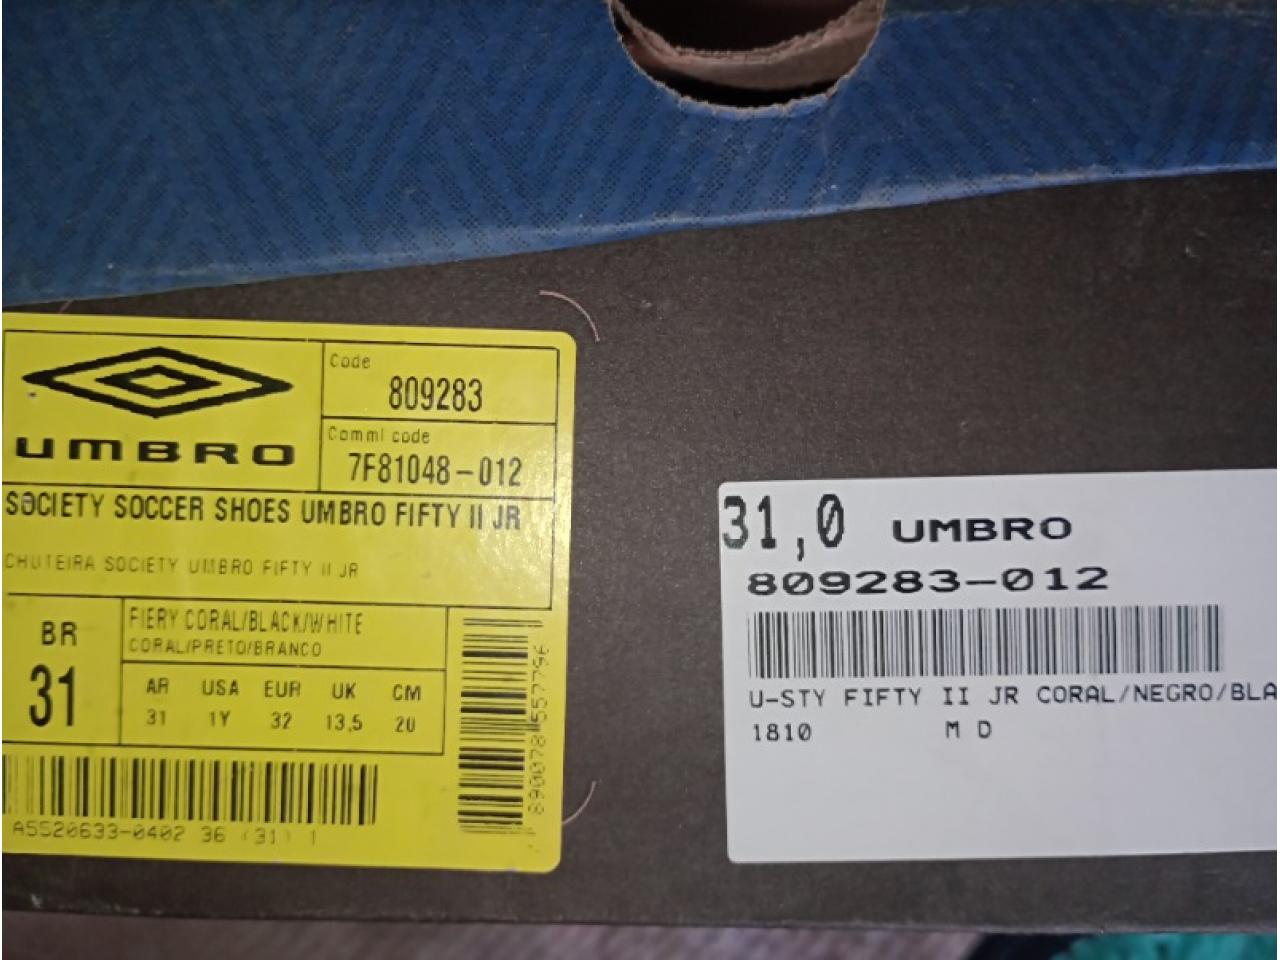 UMBRO
Code
809283
Comml code
7F81048-012
SOCIETY SOCCER SHOES UMBRO FIFTY II JR
CHUTEIRA SOCIETY UMBRO FIFTY II JR
BR
31
FIERY CORAL/BLACK/WHITE
CORAL/PRETO/BRANCO
AR USA EUR UK CM
31 1Y 32 13,5 20
A5520633-0402 36 (31) 1
31,0 UMBRO
809283-012
U-STY FIFTY II JR CORAL/NEGRO/BLA
1810 M D